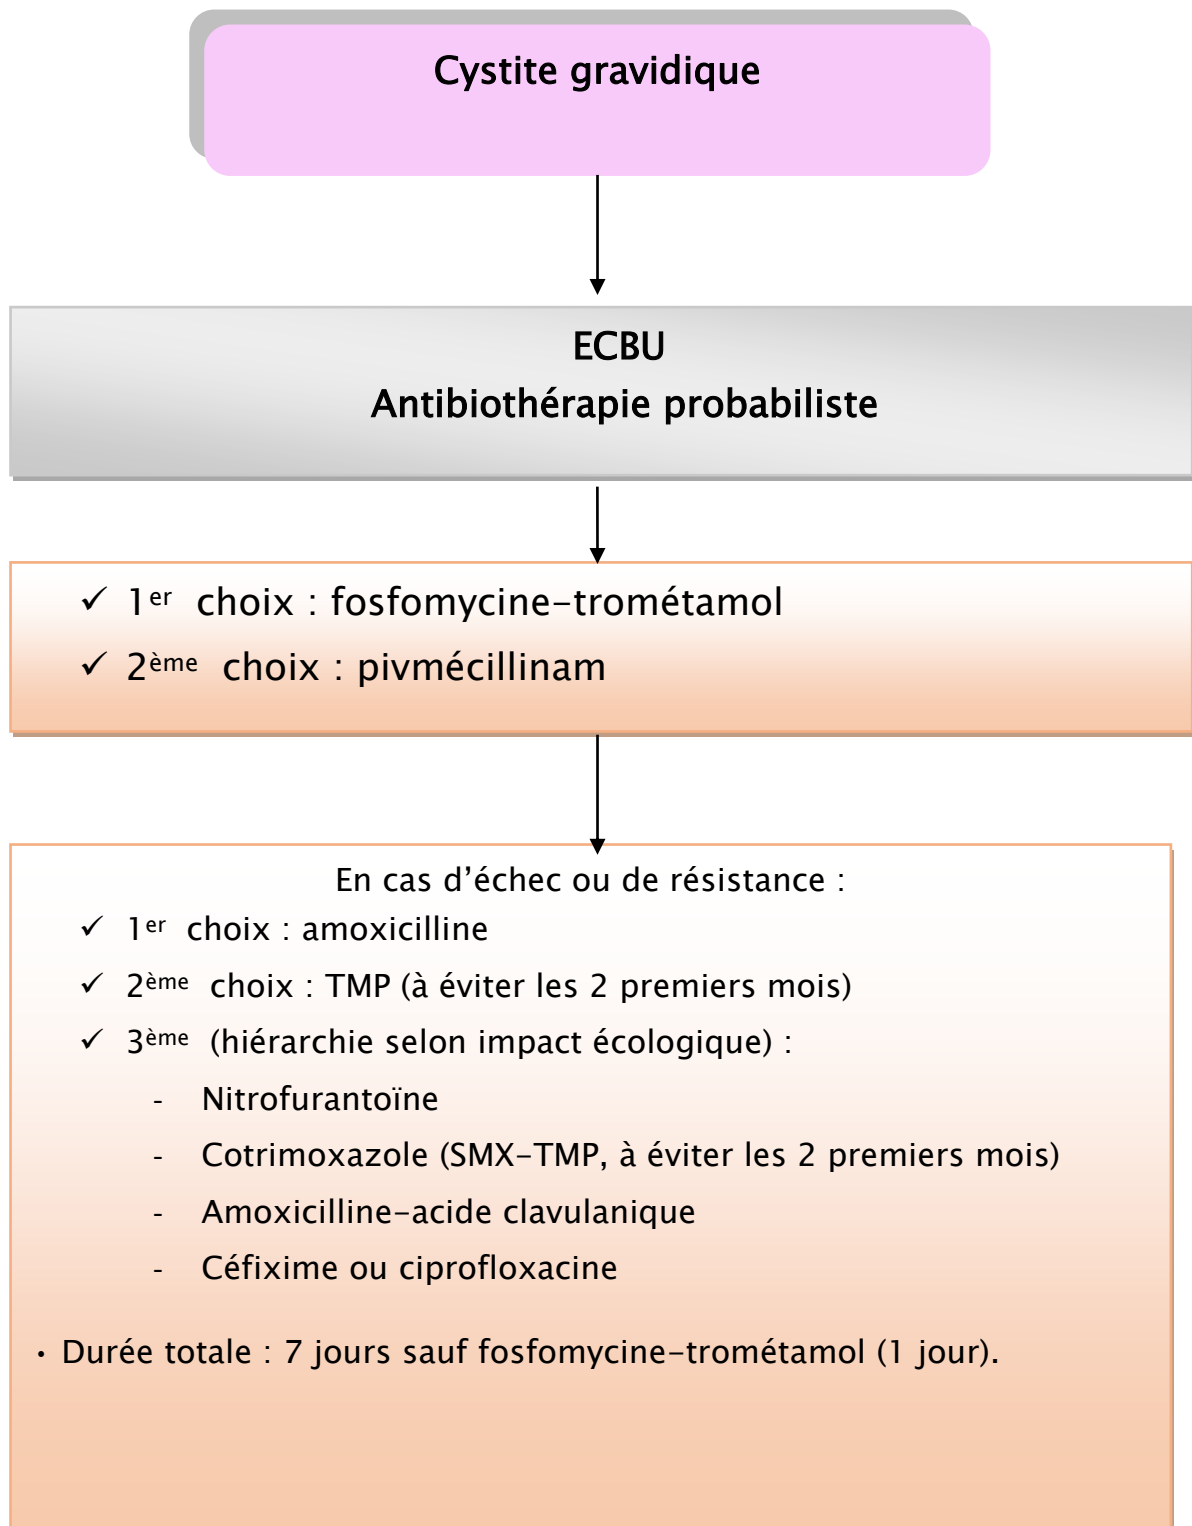 Cystite gravidique
ECBU
Antibiothérapie probabiliste
✓ 1er choix : fosfomycine-trométamol
✓ 2ème choix : pivmécillinam
En cas d’échec ou de résistance :
✓ 1er choix : amoxicilline
✓ 2ème choix : TMP (à éviter les 2 premiers mois)
✓ 3ème (hiérarchie selon impact écologique) :
- Nitrofurantoïne
- Cotrimoxazole (SMX-TMP, à éviter les 2 premiers mois)
- Amoxicilline-acide clavulanique
- Céfixime ou ciprofloxacine
• Durée totale : 7 jours sauf fosfomycine-trométamol (1 jour).